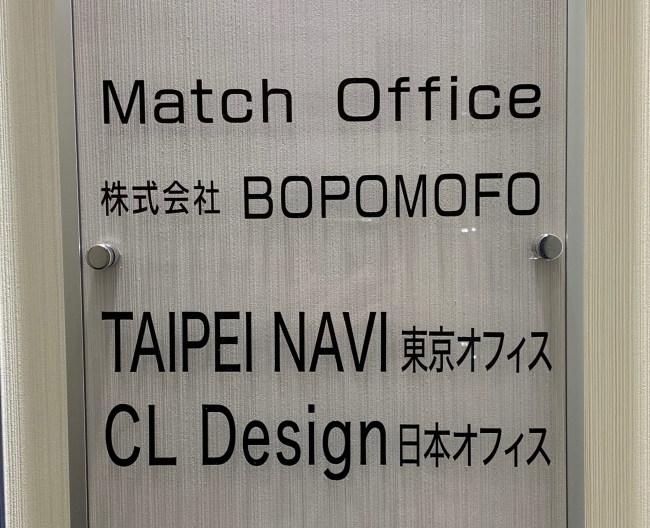 Match Office
株式会社 BOPOMOFO
TAIPEI NAVI 東京オフィス
CL Design 日本オフィス